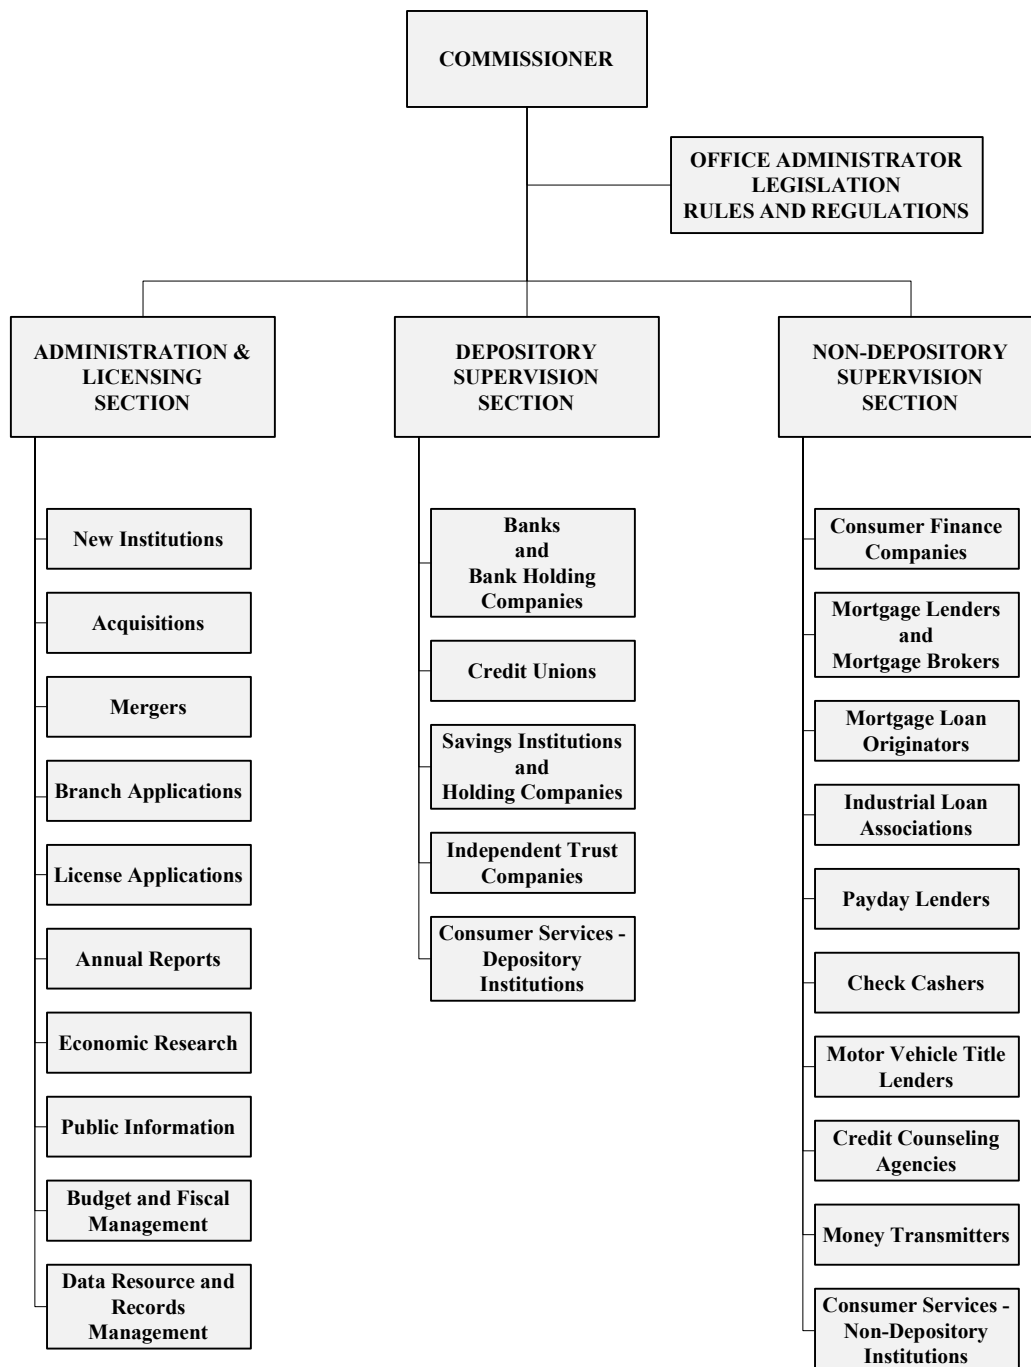 COMMISSIONER
OFFICE ADMINISTRATOR
LEGISLATION
RULES AND REGULATIONS
ADMINISTRATION &
LICENSING
SECTION
New Institutions
Acquisitions
Mergers
Branch Applications
License Applications
Annual Reports
Economic Research
Public Information
Budget and Fiscal
Management
Data Resource and
Records
Management
DEPOSITORY
SUPERVISION
SECTION
Banks
and
Bank Holding
Companies
Credit Unions
Savings Institutions
and
Holding Companies
Independent Trust
Companies
Consumer Services -
Depository
Institutions
NON-DEPOSITORY
SUPERVISION
SECTION
Consumer Finance
Companies
Mortgage Lenders
and
Mortgage Brokers
Mortgage Loan
Originators
Industrial Loan
Associations
Payday Lenders
Check Cashers
Motor Vehicle Title
Lenders
Credit Counseling
Agencies
Money Transmitters
Consumer Services -
Non-Depository
Institutions